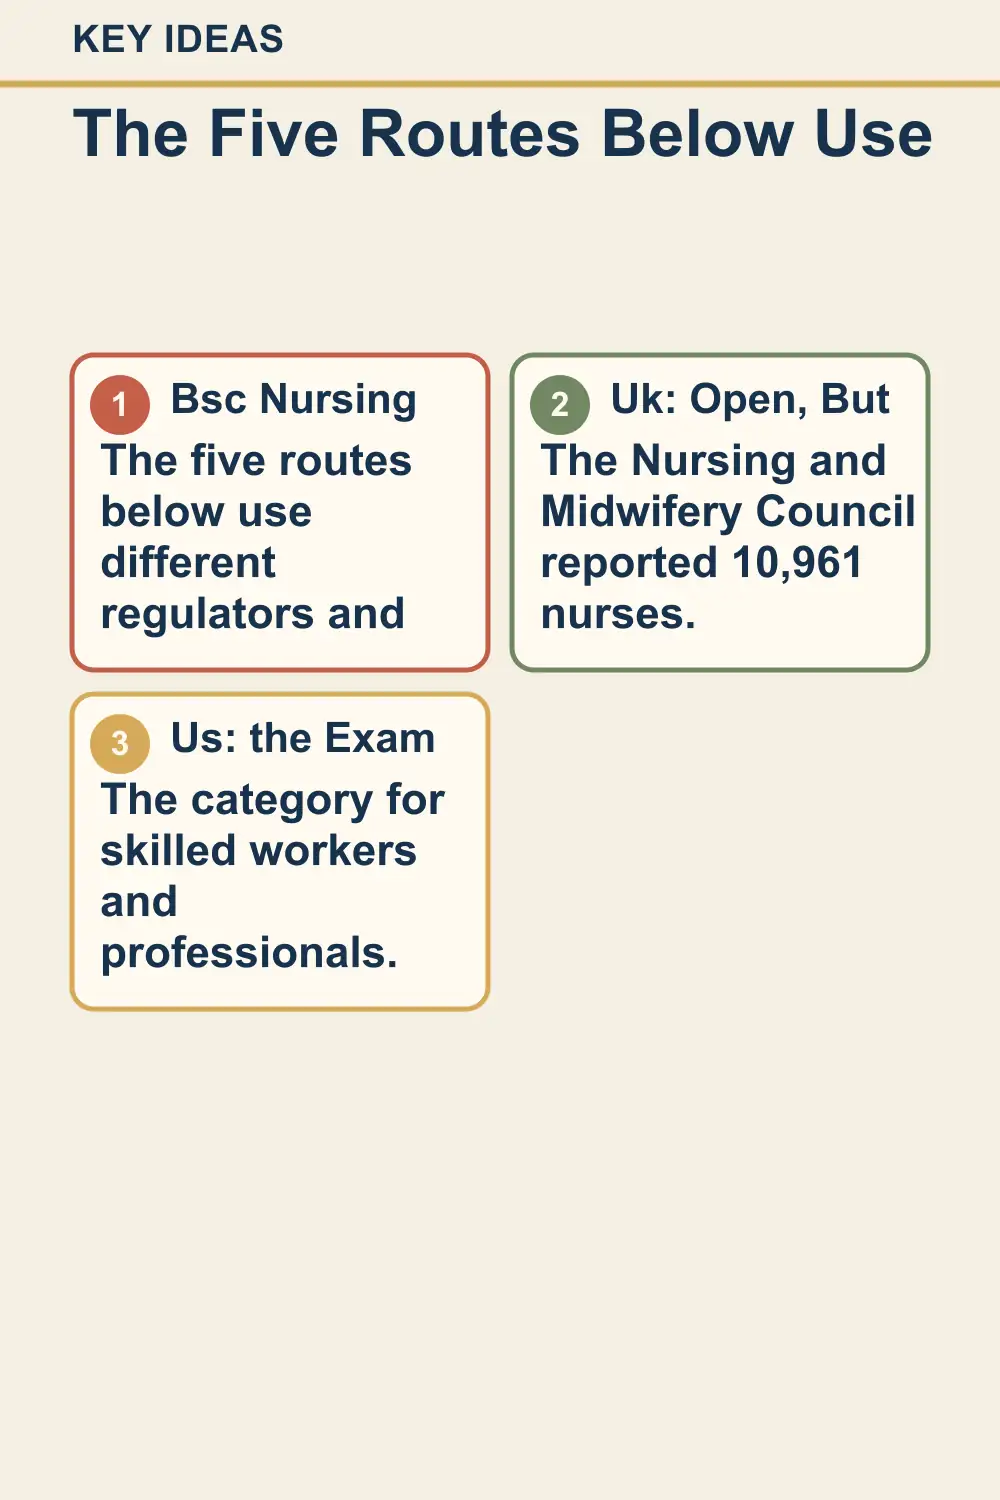 KEY IDEAS
The Five Routes Below Use
1 Bsc Nursing
The five routes
below use
different
regulators and
2 Uk: Open, But
The Nursing and
Midwifery Council
reported 10,961
nurses.
3 Us: the Exam
The category for
skilled workers
and
professionals.